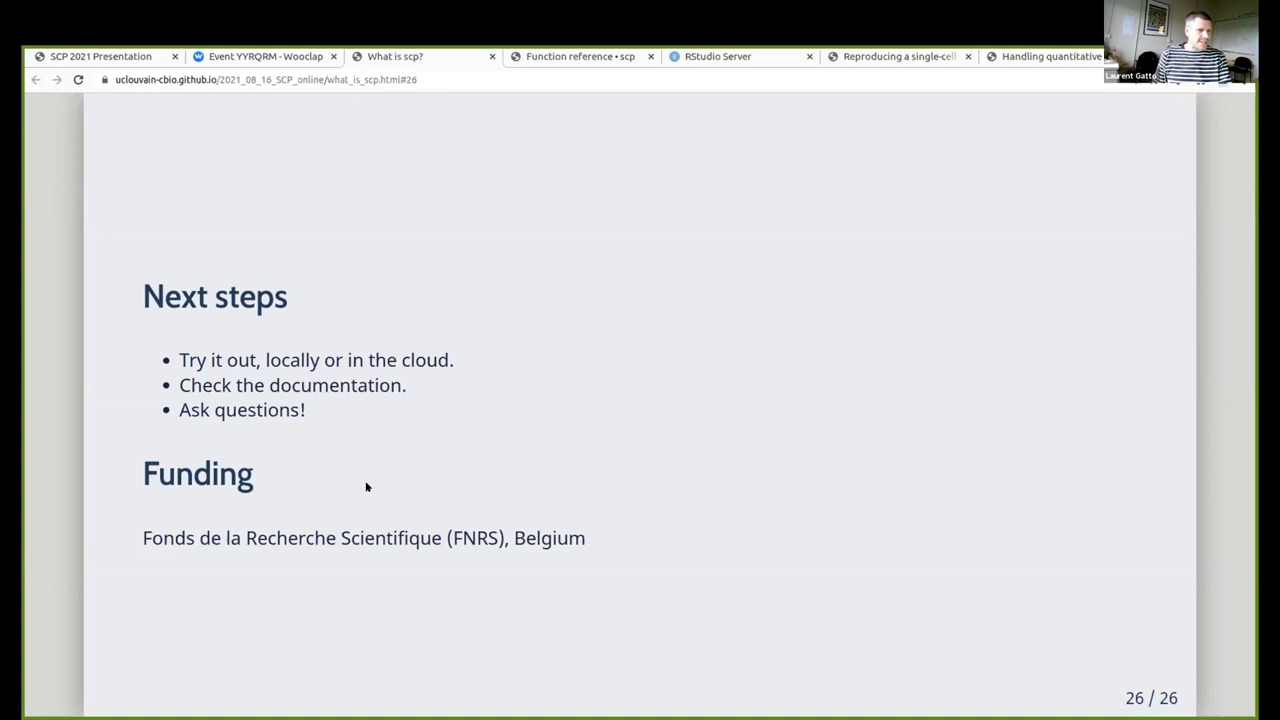 SCP 2021 Presentation
Event YYRQRM - Wooclap
What is scp?
Function reference • scp
RStudio Server
Reproducing a single-cell
Handling quantitative
Laurent Gatto
uclouvain-cbio.github.io/2021_08_16_SCP_online/what_is_scp.html#26
Next steps
• Try it out, locally or in the cloud.
• Check the documentation.
• Ask questions!
Funding
Fonds de la Recherche Scientifique (FNRS), Belgium
26 / 26